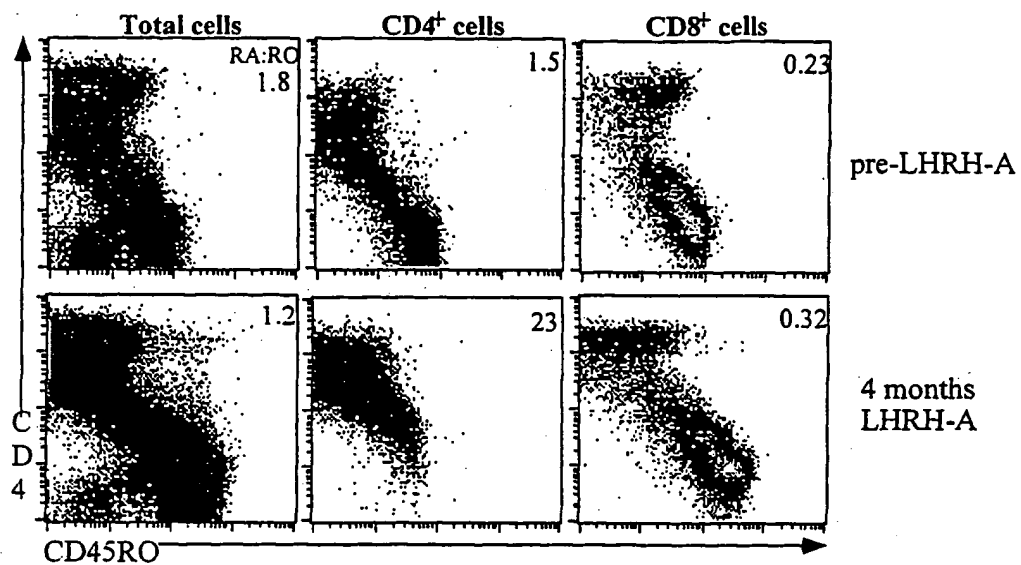 Total cells
CD4+ cells
CD8+ cells
RA:RO
1.8
1.5
0.23
pre-LHRH-A
1.2
23
0.32
4 months
LHRH-A
CD4
CD45RO